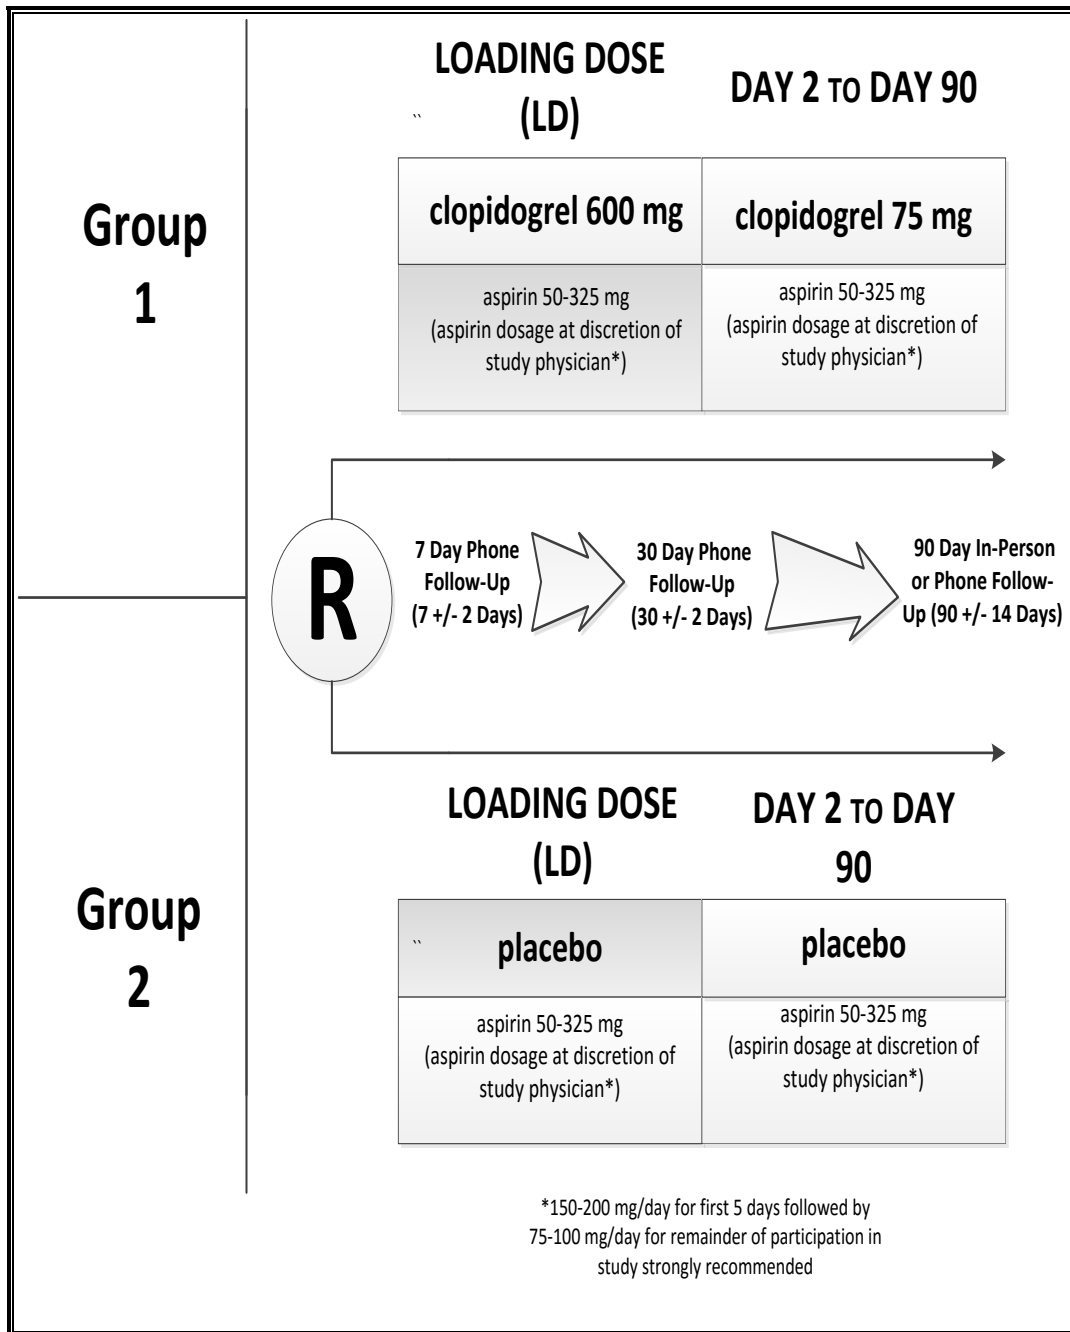 LOADING DOSE
(LD)
DAY 2 TO DAY 90
``
Group
1
clopidogrel 600 mg
clopidogrel 75 mg
aspirin 50-325 mg
(aspirin dosage at discretion of
study physician*)
aspirin 50-325 mg
(aspirin dosage at discretion of
study physician*)
R
7 Day Phone
Follow-Up
(7 +/- 2 Days)
30 Day Phone
Follow-Up
(30 +/- 2 Days)
90 Day In-Person
or Phone Follow-
Up (90 +/- 14 Days)
LOADING DOSE
(LD)
DAY 2 TO DAY
90
Group
2
``
placebo
placebo
aspirin 50-325 mg
(aspirin dosage at discretion of
study physician*)
aspirin 50-325 mg
(aspirin dosage at discretion of
study physician*)
*150-200 mg/day for first 5 days followed by
75-100 mg/day for remainder of participation in
study strongly recommended